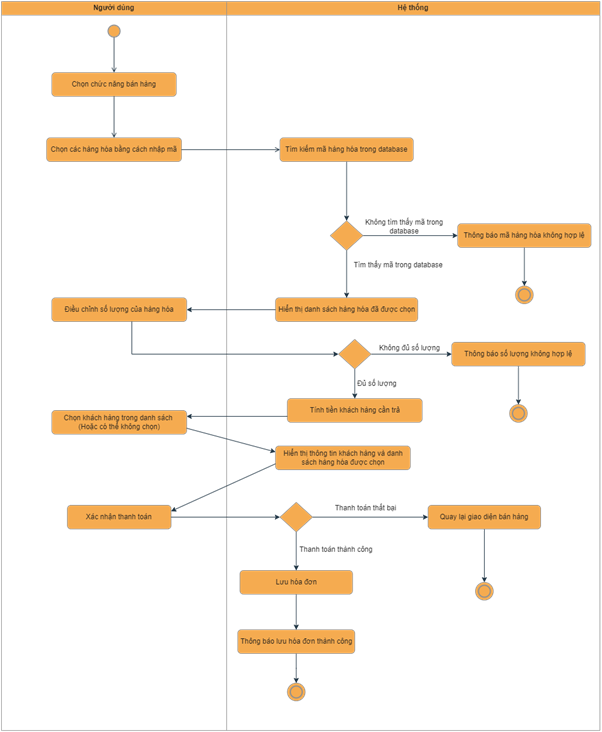 Người dùng
Hệ thống
Chọn chức năng bán hàng
Chọn các hàng hóa bằng cách nhập mã
Tìm kiếm mã hàng hóa trong database
Không tìm thấy mã trong
database
Thông báo mã hàng hóa không hợp lệ
Tìm thấy mã trong database
Điều chỉnh số lượng của hàng hóa
Hiển thị danh sách hàng hóa đã được chọn
Không đủ số lượng
Thông báo số lượng không hợp lệ
Đủ số lượng
Tính tiền khách hàng cần trả
Chọn khách hàng trong danh sách
(Hoặc có thể không chọn)
Hiển thị thông tin khách hàng và danh
sách hàng hóa được chọn
Xác nhận thanh toán
Thanh toán thất bại
Quay lại giao diện bán hàng
Thanh toán thành công
Lưu hóa đơn
Thông báo lưu hóa đơn thành công